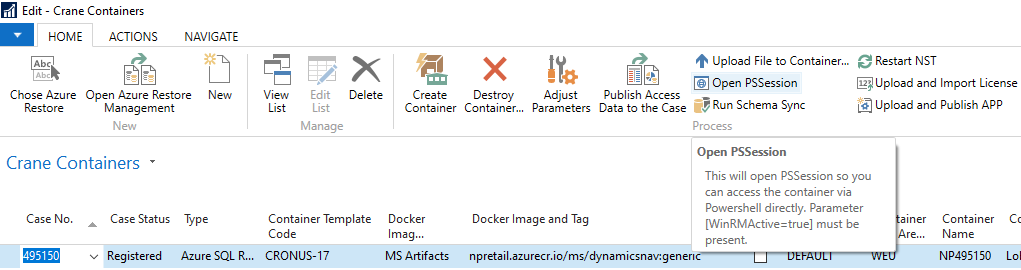 Edit - Crane Containers
HOME ACTIONS NAVIGATE
Abc
Abc
Chose Azure Restore
Open Azure Restore Management
New
New
View List
Edit List
Delete
Manage
Create Container
Destroy Container...
Adjust Parameters
Publish Access Data to the Case
Upload File to Container...
Open PSSession
Run Schema Sync
Restart NST
Upload and Import License
Upload and Publish APP
Process
Open PSSession
This will open PSSession so you
can access the container via
Powershell directly. Parameter
[WinRMActive=true] must be
present.
Crane Containers
Case No. Case Status Type Container Template Code Docker Imag... Docker Image and Tag Are... Container Name
495150 Registered Azure SQL R... CRONUS-17 MS Artifacts npretail.azurecr.io/ms/dynamicsnav:generic DEFAULT WEU NP495150